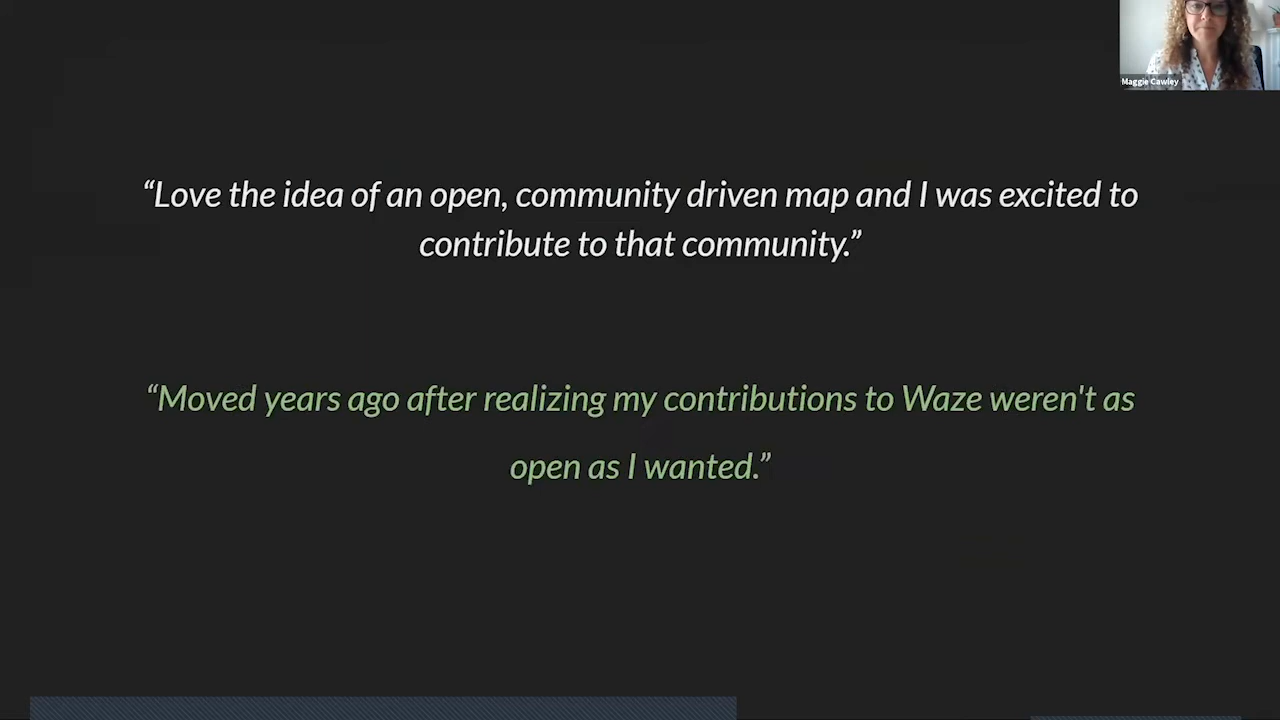 Maggie Cawley
“Love the idea of an open, community driven map and I was excited to
contribute to that community.”
“Moved years ago after realizing my contributions to Waze weren't as
open as I wanted.”